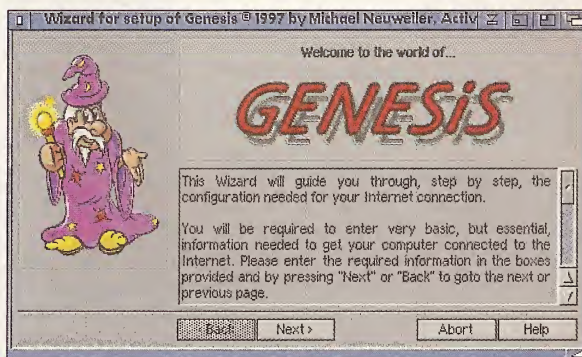 Wizard for setup of Genesis © 1997 by Michael Neuweiler, Activ
Welcome to the world of...
GENESiS
This Wizard will guide you through, step by step, the
configuration needed for your Internet connection.
You will be required to enter very basic, but essential,
information needed to get your computer connected to the
Internet. Please enter the required information in the boxes
provided and by pressing "Next" or "Back" to goto the next or
previous page.
Back
Next >
Abort
Help